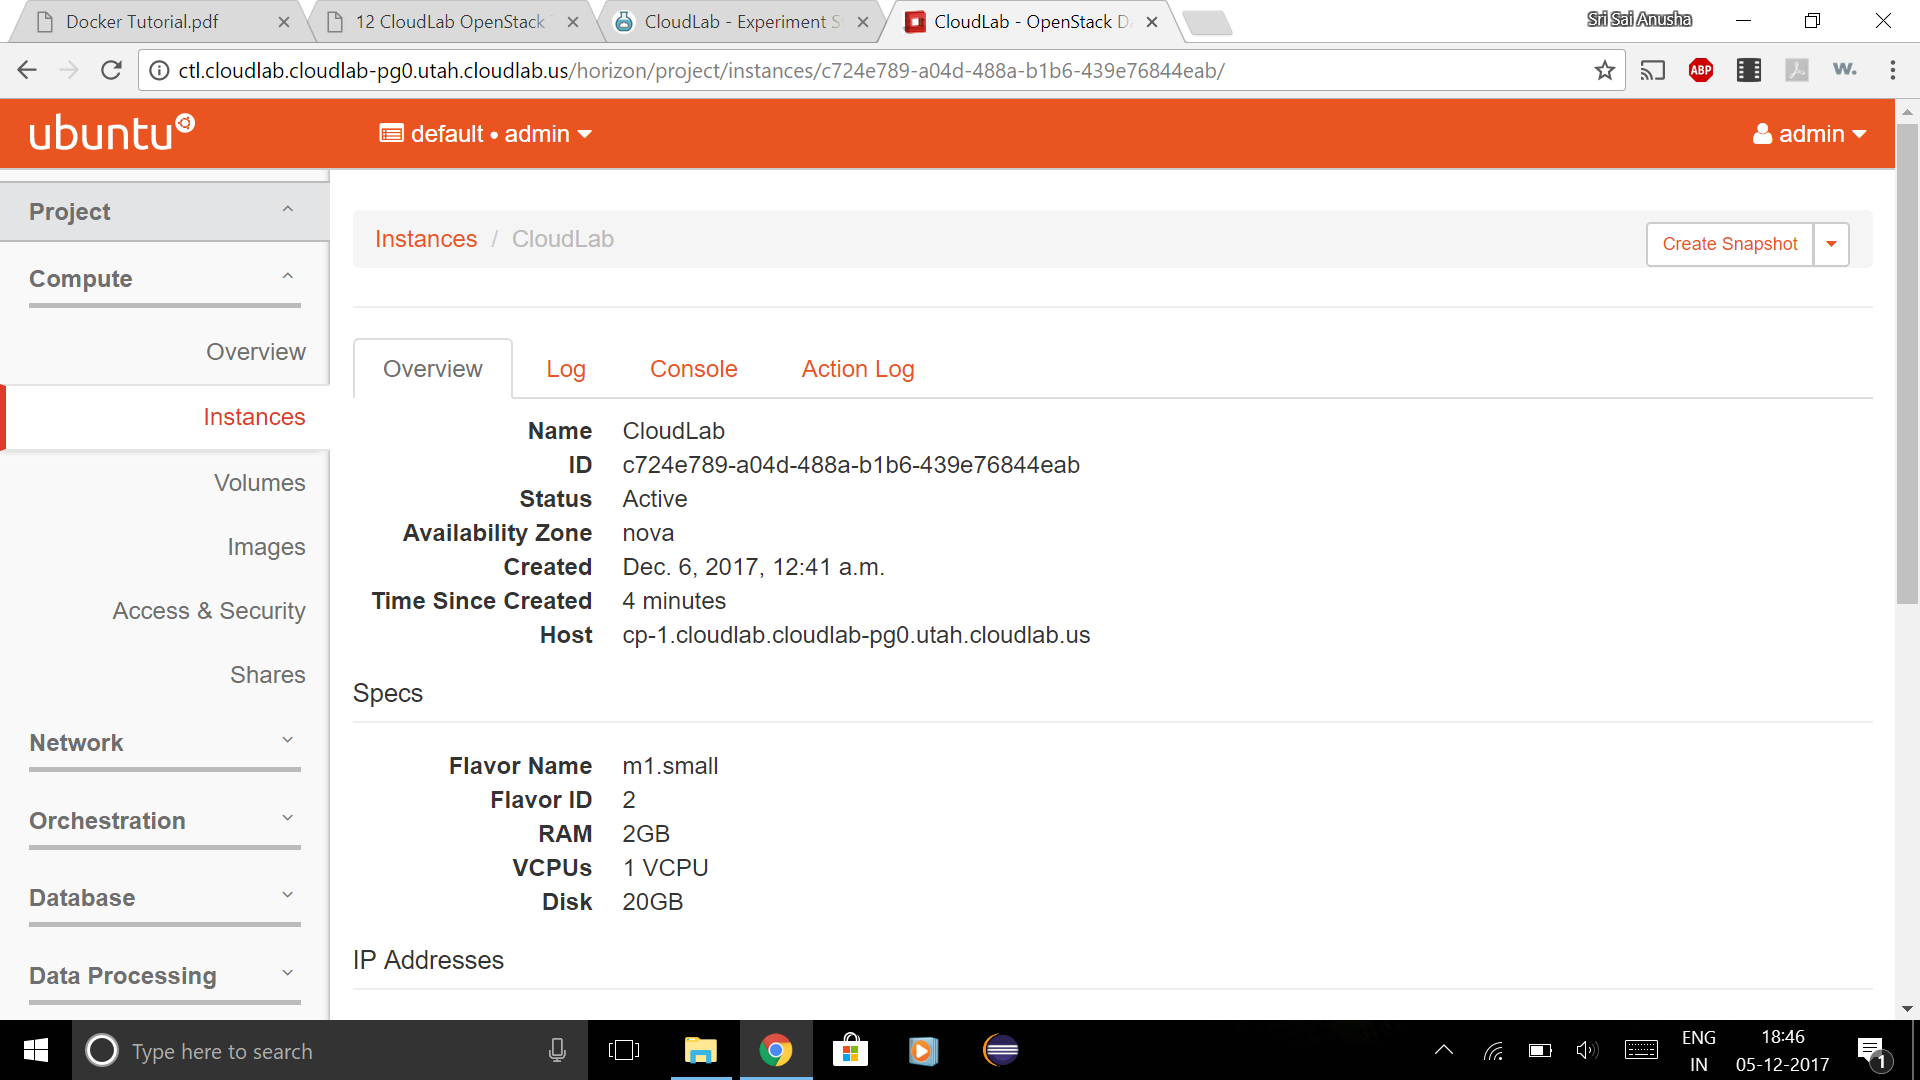 Docker Tutorial.pdf
12 CloudLab OpenStack
CloudLab - Experiment S
CloudLab - OpenStack D
Sri Sai Anusha
ctl.cloudlab.cloudlab-pg0.utah.cloudlab.us/horizon/project/instances/c724e789-a04d-488a-b1b6-439e76844eab/
ABP
w.
ubuntu
default • admin
admin
Project
Compute
Overview
Instances
Volumes
Images
Access & Security
Shares
Network
Orchestration
Database
Data Processing
Instances / CloudLab
Create Snapshot
Overview
Log
Console
Action Log
Name CloudLab
ID c724e789-a04d-488a-b1b6-439e76844eab
Status Active
Availability Zone nova
Created Dec. 6, 2017, 12:41 a.m.
Time Since Created 4 minutes
Host cp-1.cloudlab.cloudlab-pg0.utah.cloudlab.us
Specs
Flavor Name m1.small
Flavor ID 2
RAM 2GB
VCPUs 1 VCPU
Disk 20GB
IP Addresses
Type here to search
ENG
IN
18:46
05-12-2017
1